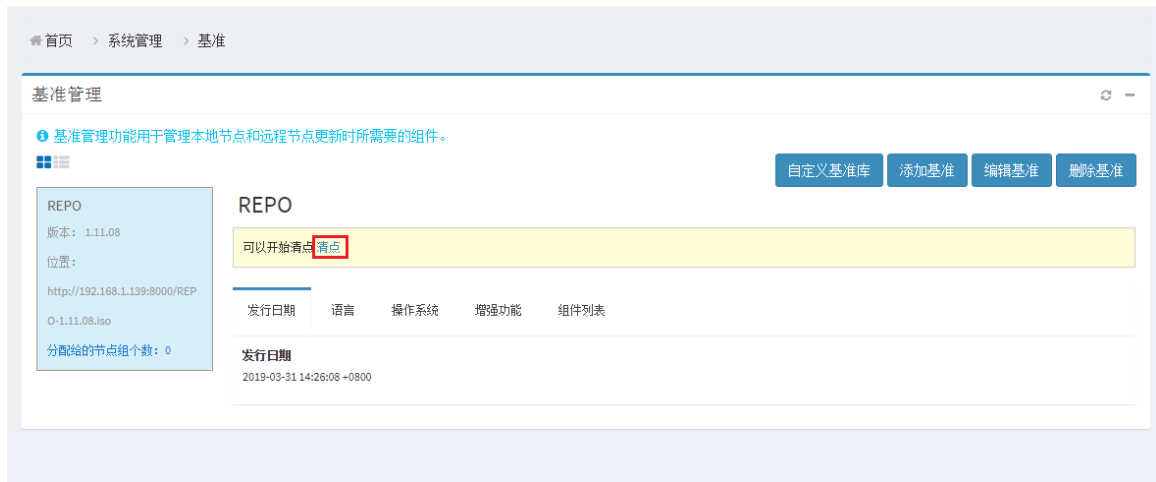 首页 > 系统管理 > 基准
基准管理
基准管理功能用于管理本地节点和远程节点更新时所需要的组件。
自定义基准库 添加基准 编辑基准 删除基准
REPO
版本： 1.11.08
位置：
http://192.168.1.139:8000/REP
O-1.11.08.iso
分配给的节点组个数：0
REPO
可以开始清点 清点
发行日期 语言 操作系统 增强功能 组件列表
发行日期
2019-03-31 14:26:08 +0800